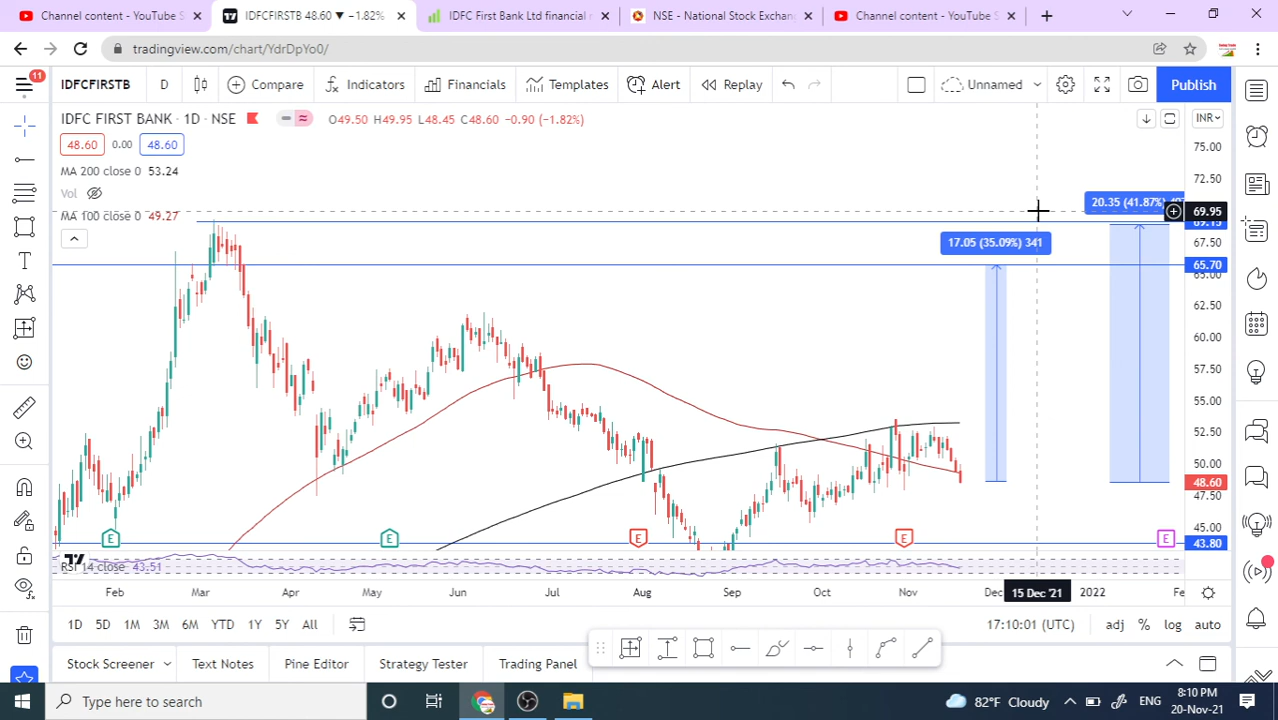 Channel content - YouTube S
IDFCFIRSTB 48.60 ▼ −1.82%
IDFC First Bank Ltd financial r
NSE - National Stock Exchan
Channel content - YouTube S
tradingview.com/chart/YdrDpYo0/
11
IDFCFIRSTB D Compare Indicators Financials Templates Alert Replay Unnamed Publish
IDFC FIRST BANK · 1D · NSE O49.50 H49.95 L48.45 C48.60 −0.90 (−1.82%)
INR
48.60 0.00 48.60
MA 200 close 0 53.24
Vol
MA 100 close 0 49.27
75.00
72.50
20.35 (41.87%)
69.95
17.05 (35.09%) 341
67.50
65.70
65.00
62.50
60.00
57.50
55.00
52.50
50.00
48.60
47.50
45.00
43.80
E E E E E
RSI 14 close 43.51
Feb Mar Apr May Jun Jul Aug Sep Oct Nov Dec 15 Dec '21 2022 Fe
1D 5D 1M 3M 6M YTD 1Y 5Y All
17:10:01 (UTC) adj % log auto
Stock Screener Text Notes Pine Editor Strategy Tester Trading Panel
Type here to search
82°F Cloudy
ENG
8:10 PM
20-Nov-21